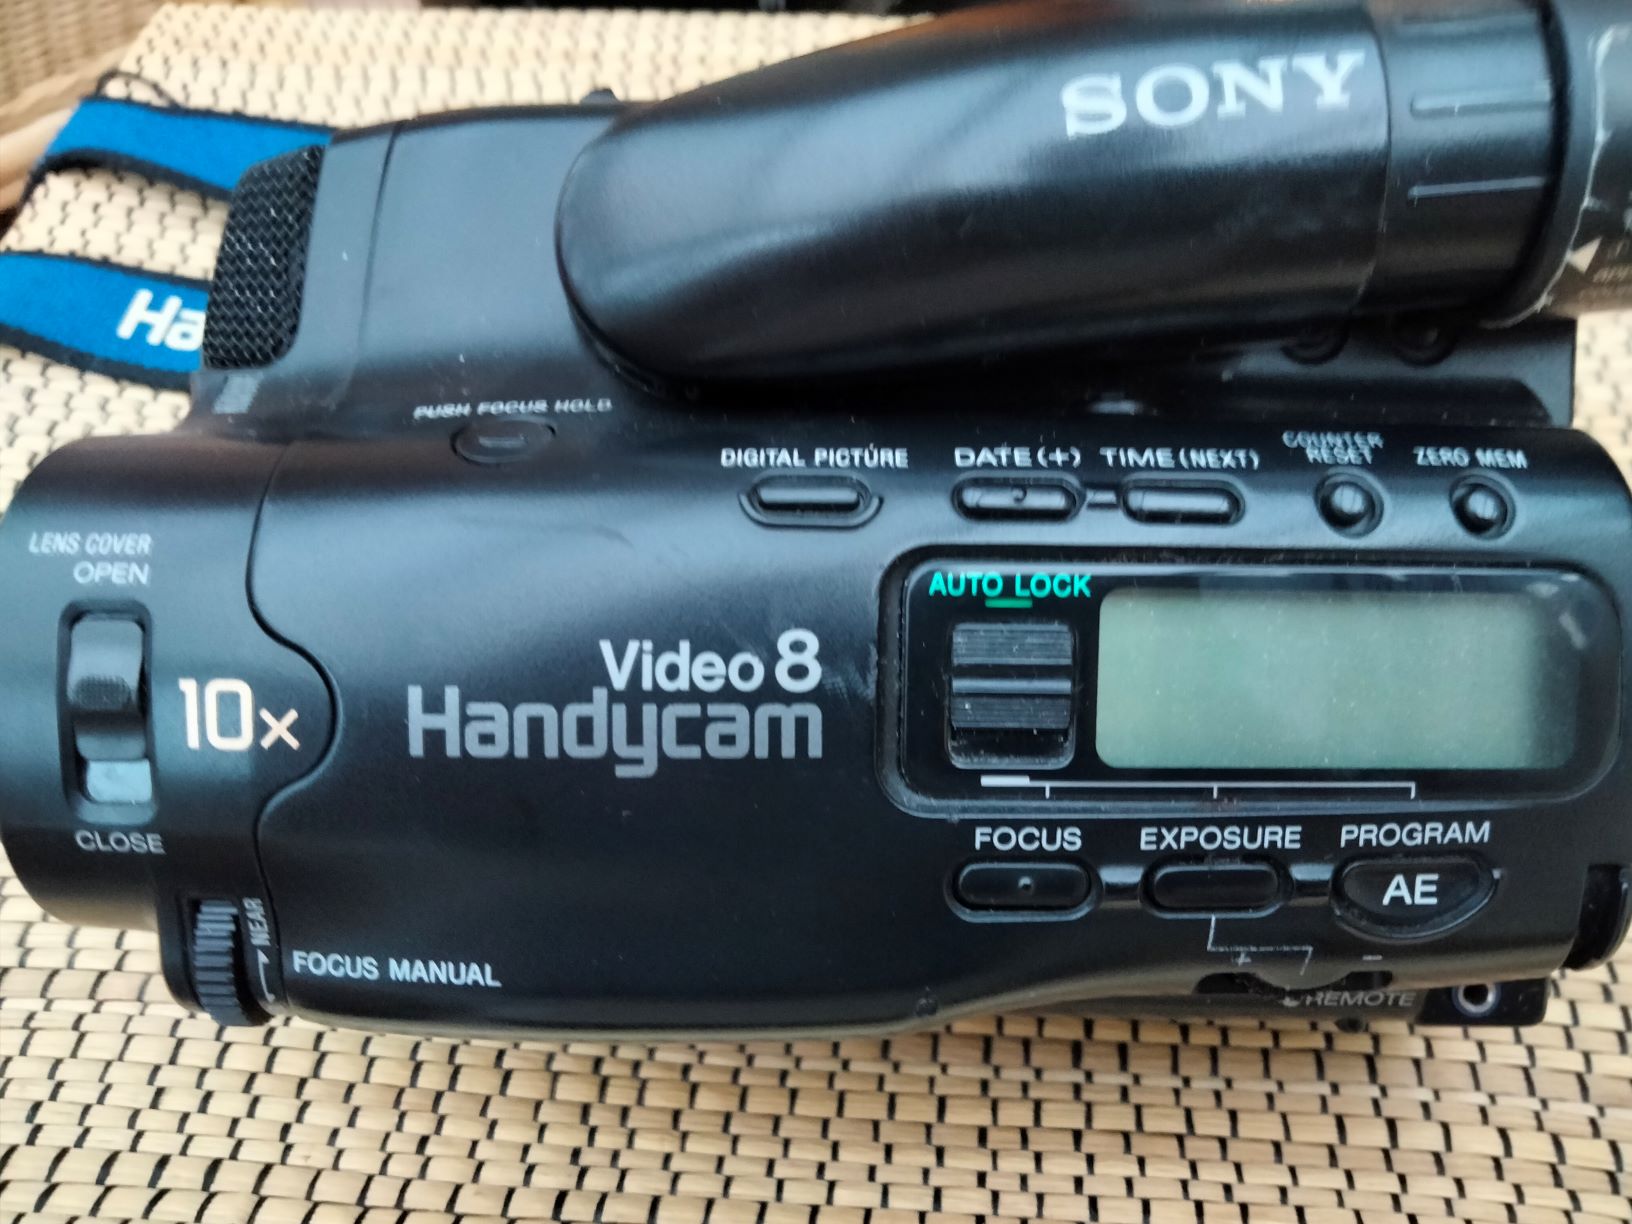 SONY
Ha
PUSH FOCUS HOLD
DIGITAL PICTURE
DATE (+)
TIME (NEXT)
COUNTER
RESET
ZERO MEM
LENS COVER
OPEN
AUTO LOCK
10x
Video 8
Handycam
CLOSE
FOCUS
EXPOSURE
PROGRAM
AE
NEAR
FOCUS MANUAL
+
−
REMOTE